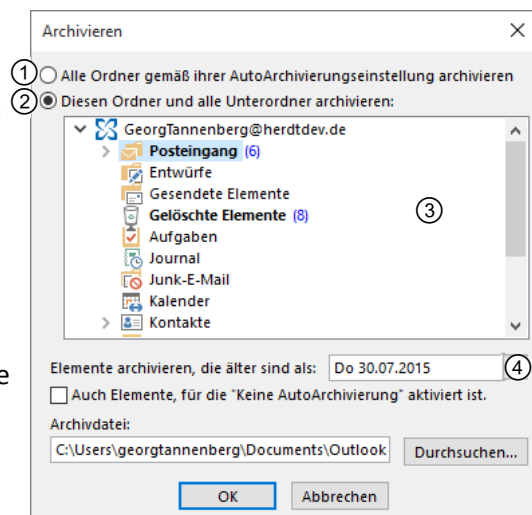 Archivieren
① Alle Ordner gemäß ihrer AutoArchivierungseinstellung archivieren
② Diesen Ordner und alle Unterordner archivieren:
GeorgTannenberg@herdtdev.de
Posteingang (6)
Entwürfe
Gesendete Elemente
Gelöschte Elemente (8)
③
Aufgaben
Journal
Junk-E-Mail
Kalender
Kontakte
e
Elemente archivieren, die älter sind als: Do 30.07.2015 ④
Auch Elemente, für die "Keine AutoArchivierung" aktiviert ist.
Archivdatei:
C:\Users\georgtannenberg\Documents\Outlook Durchsuchen...
OK Abbrechen